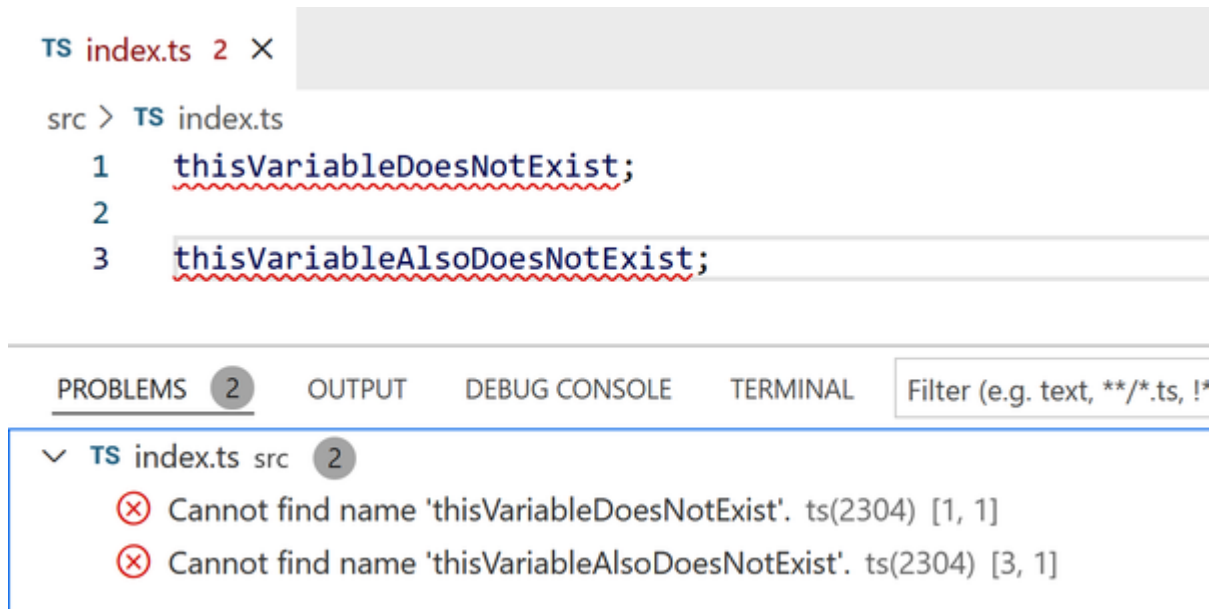 TS index.ts 2 ×
src > TS index.ts
1 thisVariableDoesNotExist;
2
3 thisVariableAlsoDoesNotExist;
PROBLEMS 2 OUTPUT DEBUG CONSOLE TERMINAL Filter (e.g. text, **/*.ts, !*
TS index.ts src 2
Cannot find name 'thisVariableDoesNotExist'. ts(2304) [1, 1]
Cannot find name 'thisVariableAlsoDoesNotExist'. ts(2304) [3, 1]